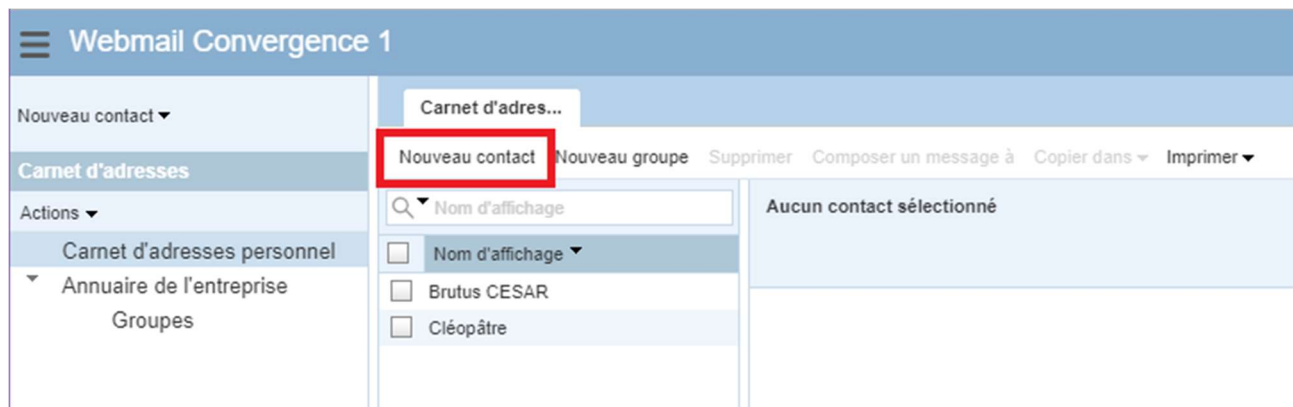 Webmail Convergence 1
Nouveau contact
Carnet d'adresses
Actions
Carnet d'adresses personnel
Annuaire de l'entreprise
Groupes
Carnet d'adres...
Nouveau contact Nouveau groupe Supprimer Composer un message à Copier dans Imprimer
Nom d'affichage
Nom d'affichage
Brutus CESAR
Cléopâtre
Aucun contact sélectionné